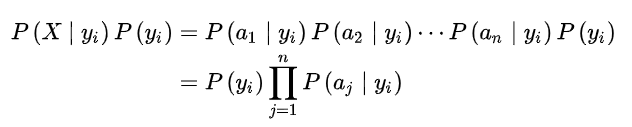 P(X | y_i) P(y_i) = P(a_1 | y_i) P(a_2 | y_i) ⋯ P(a_n | y_i) P(y_i)
= P(y_i) ∏_{j=1}^{n} P(a_j | y_i)